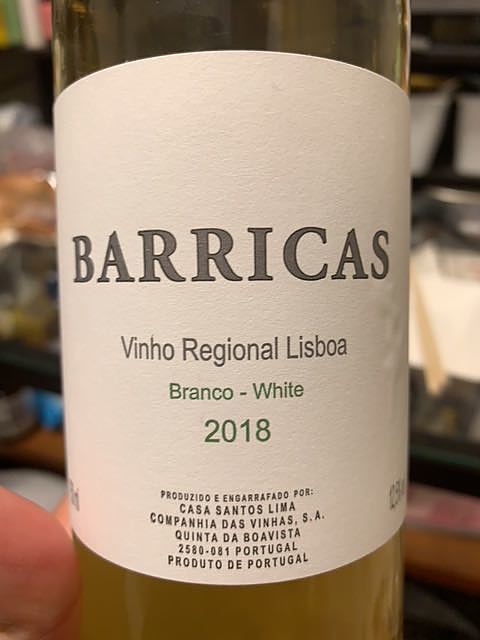 BARRICAS
Vinho Regional Lisboa
Branco - White
2018
PRODUZIDO E ENGARRAFADO POR:
CASA SANTOS LIMA
COMPANHIA DAS VINHAS, S.A.
QUINTA DA BOAVISTA
2580-081 PORTUGAL
PRODUTO DE PORTUGAL